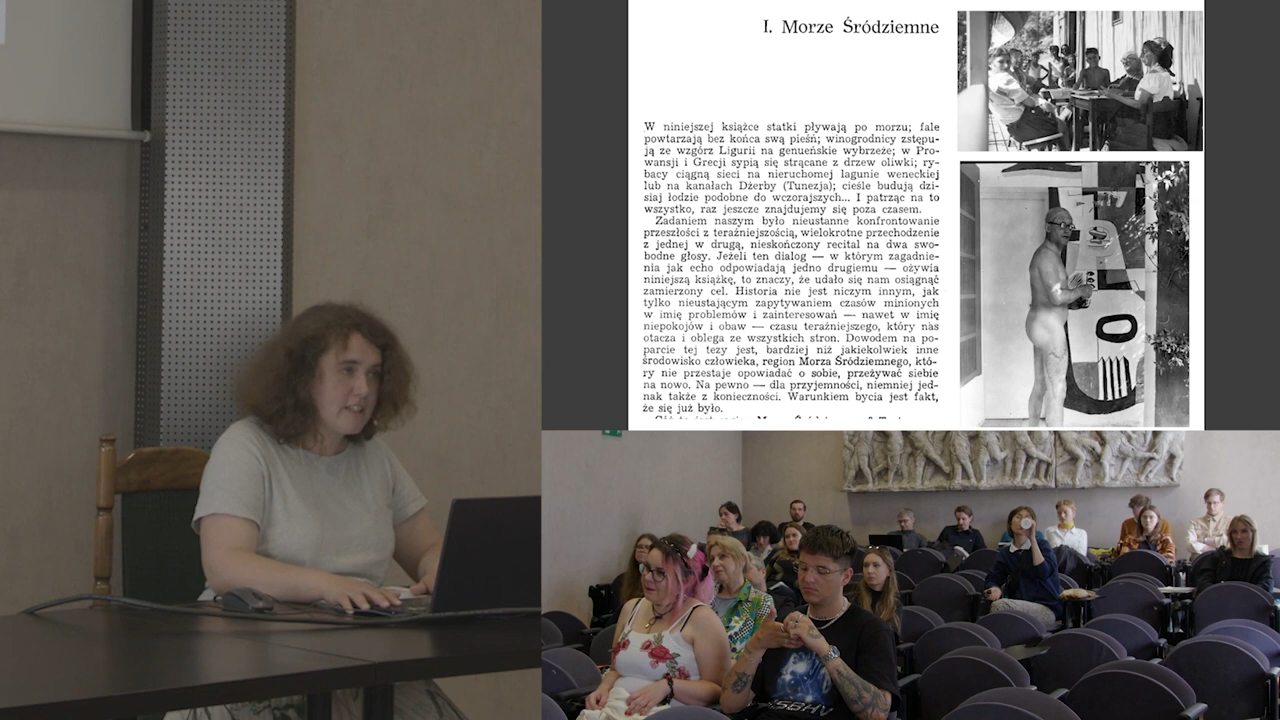 I. Morze Śródziemne
W niniejszej książce statki pływają po morzu; fale
powtarzają bez końca swą pieśń; winogrodnicy zstępu-
ją ze wzgórz Ligurii na genueńskie wybrzeże; w Pro-
wansji i Grecji sypią się strącane z drzew oliwki; ry-
bacy ciągną sieci na nieruchomej lagunie weneckiej
lub na kanałach Dżerby (Tunezja); cieśle budują dzi-
siaj łodzie podobne do wczorajszych... I patrząc na to
wszystko, raz jeszcze znajdujemy się poza czasem.
Zadaniem naszym było nieustanne konfrontowanie
przeszłości z teraźniejszością, wielokrotne przechodzenie
z jednej w drugą, nieskończony recital na dwa swo-
bodne głosy. Jeżeli ten dialog — w którym zagadnie-
nia jak echo odpowiadają jedno drugiemu — ożywia
niniejszą książkę, to znaczy, że udało się nam osiągnąć
zamierzony cel. Historia nie jest niczym innym, jak
tylko nieustającym zapytywaniem czasów minionych
w imię problemów i zainteresowań — nawet w imię
niepokojów i obaw — czasu teraźniejszego, który nas
otacza i oblega ze wszystkich stron. Dowodem na po-
parcie tej tezy jest, bardziej niż jakiekolwiek inne
środowisko człowieka, region Morza Śródziemnego, któ-
ry nie przestaje opowiadać o sobie, przeżywać siebie
na nowo. Na pewno — dla przyjemności, niemniej jed-
nak także z konieczności. Warunkiem bycia jest fakt,
że się już było.